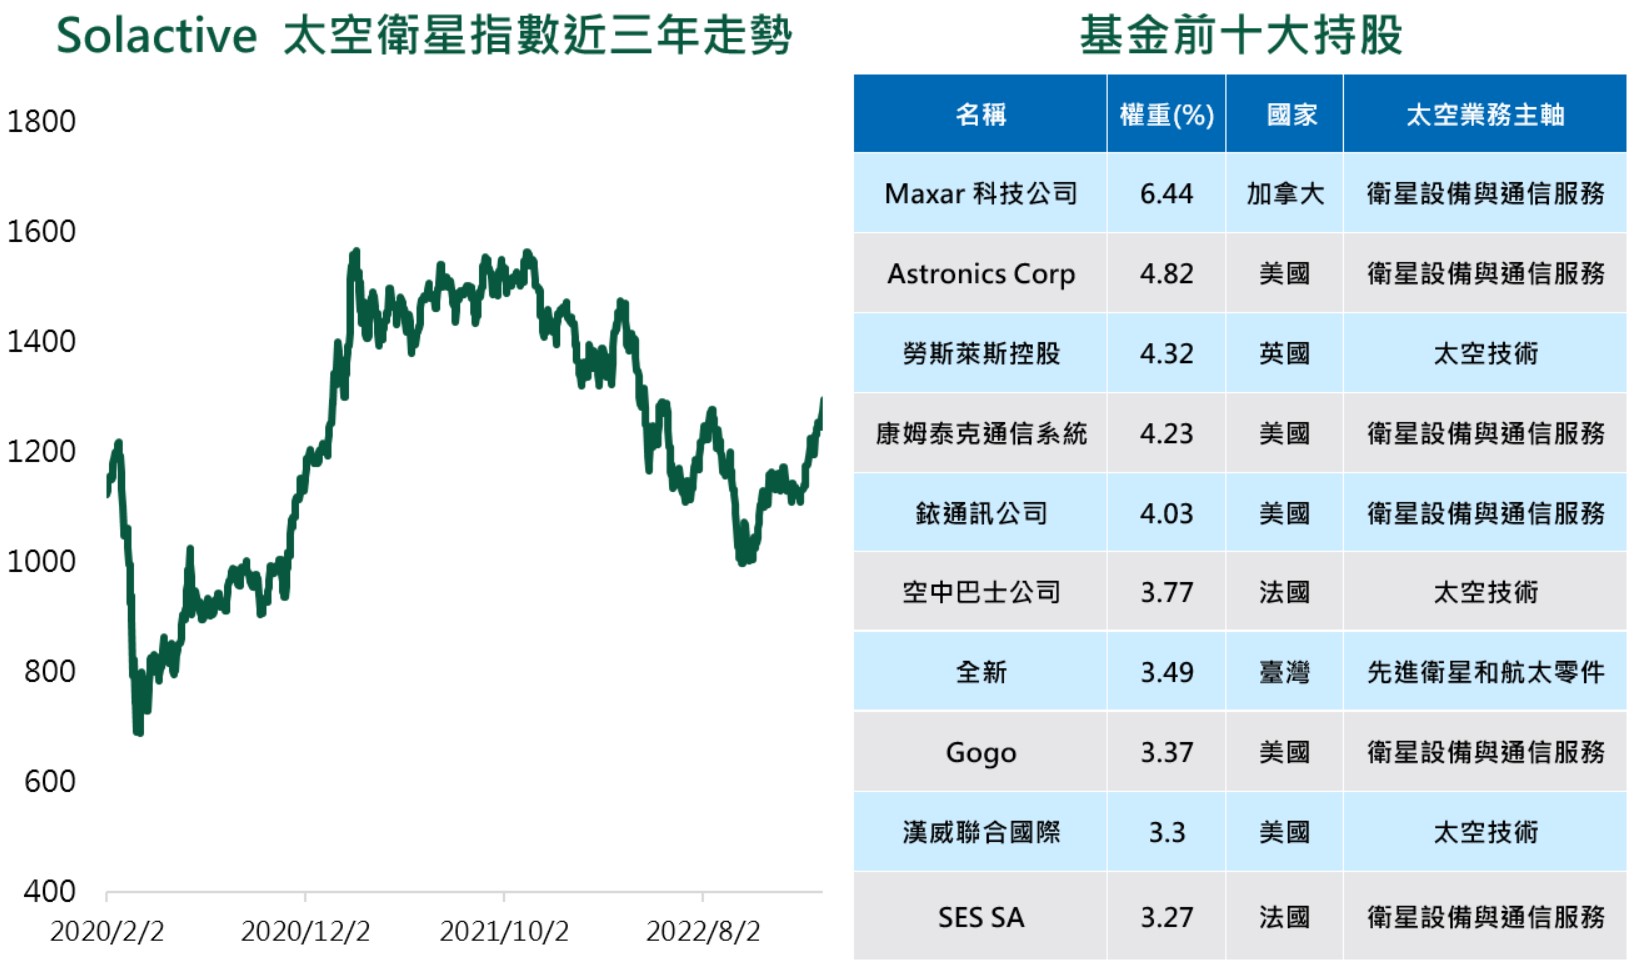 Solactive 太空衛星指數近三年走勢
1800
1600
1400
1200
1000
800
600
400
2020/2/2 2020/12/2 2021/10/2 2022/8/2
基金前十大持股
名稱 權重(%) 國家 太空業務主軸
Maxar 科技公司 6.44 加拿大 衛星設備與通信服務
Astronics Corp 4.82 美國 衛星設備與通信服務
勞斯萊斯控股 4.32 英國 太空技術
康姆泰克通信系統 4.23 美國 衛星設備與通信服務
銥通訊公司 4.03 美國 衛星設備與通信服務
空中巴士公司 3.77 法國 太空技術
全新 3.49 臺灣 先進衛星和航太零件
Gogo 3.37 美國 衛星設備與通信服務
漢威聯合國際 3.3 美國 太空技術
SES SA 3.27 法國 衛星設備與通信服務